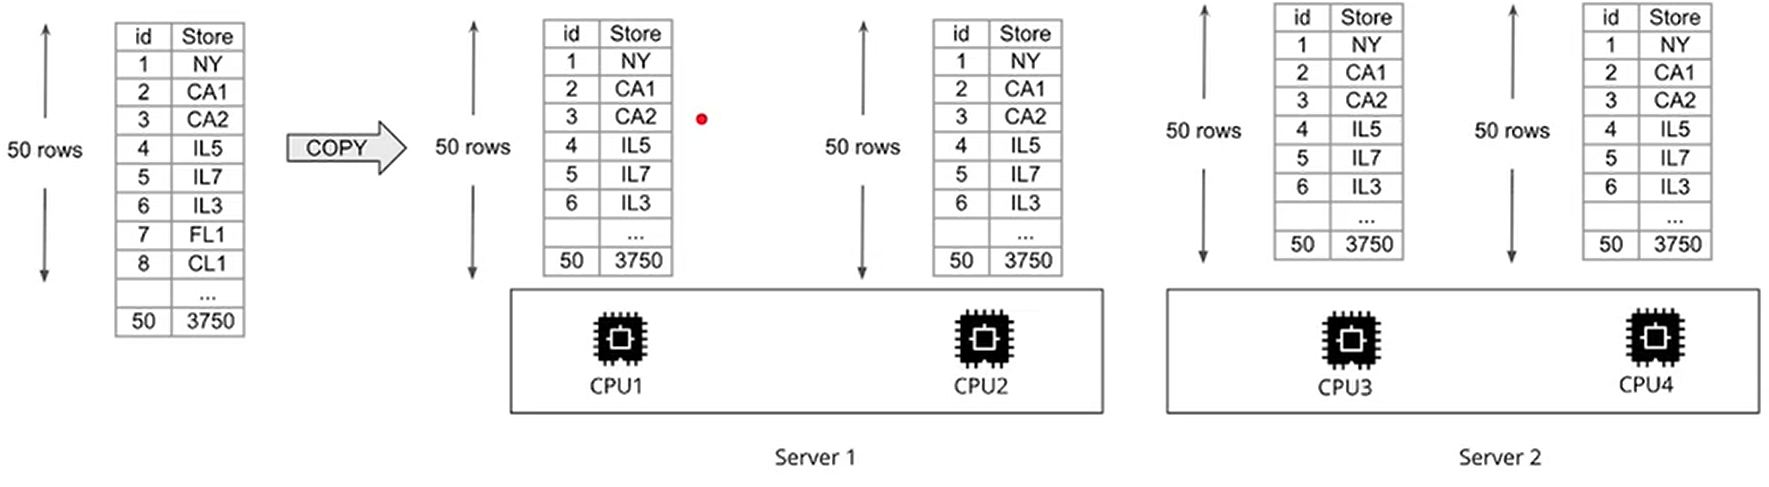 50 rows
id Store
1 NY
2 CA1
3 CA2
4 IL5
5 IL7
6 IL3
7 FL1
8 CL1
...
50 3750
COPY
50 rows
id Store
1 NY
2 CA1
3 CA2
4 IL5
5 IL7
6 IL3
...
50 3750
50 rows
id Store
1 NY
2 CA1
3 CA2
4 IL5
5 IL7
6 IL3
...
50 3750
CPU1
CPU2
Server 1
50 rows
id Store
1 NY
2 CA1
3 CA2
4 IL5
5 IL7
6 IL3
...
50 3750
50 rows
id Store
1 NY
2 CA1
3 CA2
4 IL5
5 IL7
6 IL3
...
50 3750
CPU3
CPU4
Server 2